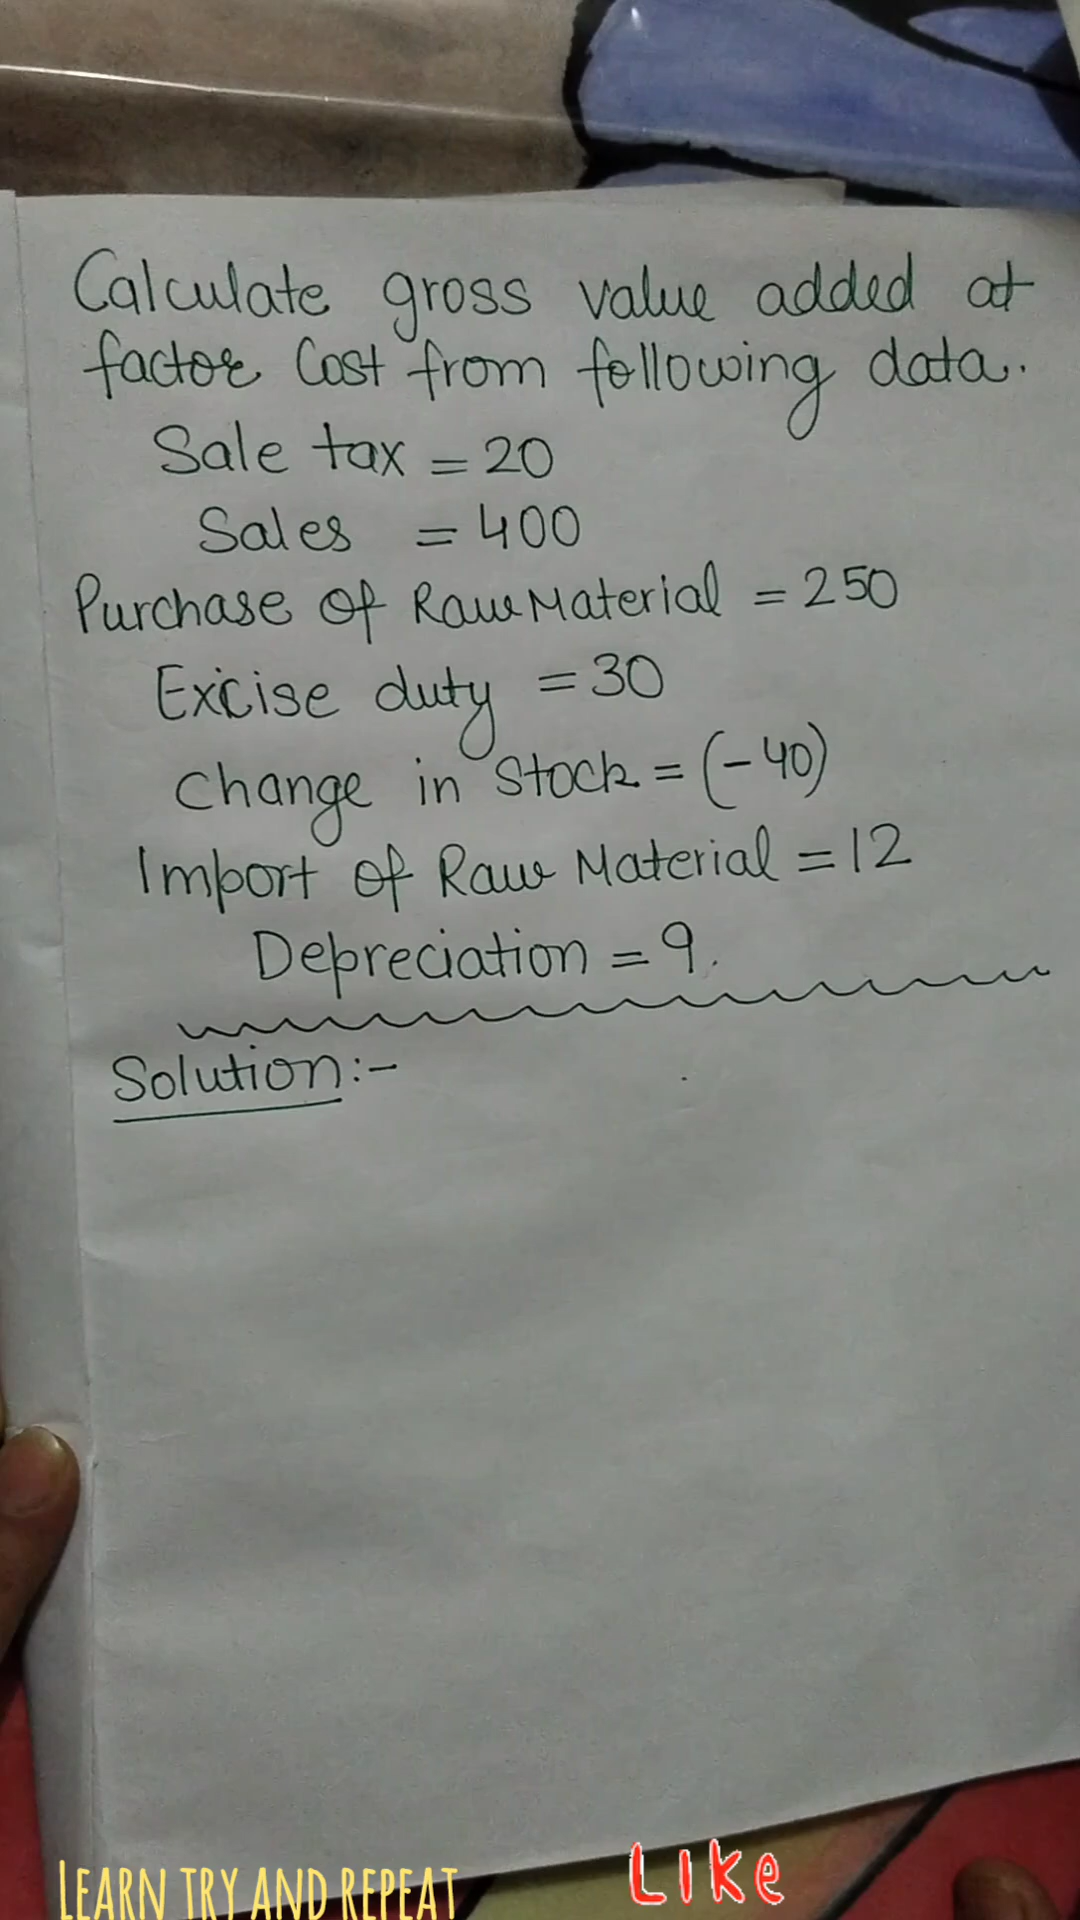 Calculate gross value added at
factor Cost from following data.
Sale tax = 20
Sales = 400
Purchase of Raw Material = 250
Excise duty = 30
Change in Stock = (-40)
Import of Raw Material = 12
Depreciation = 9.
Solution:-
LEARN TRY AND REPEAT
LIKe